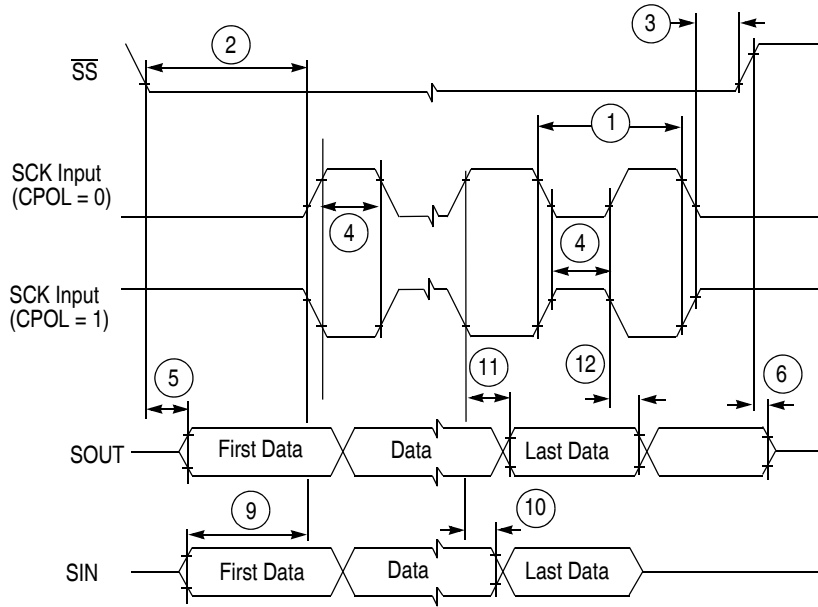 2
3
SS
1
SCK Input
(CPOL = 0)
4
4
SCK Input
(CPOL = 1)
5
11
12
6
SOUT
First Data
Data
Last Data
9
10
SIN
First Data
Data
Last Data